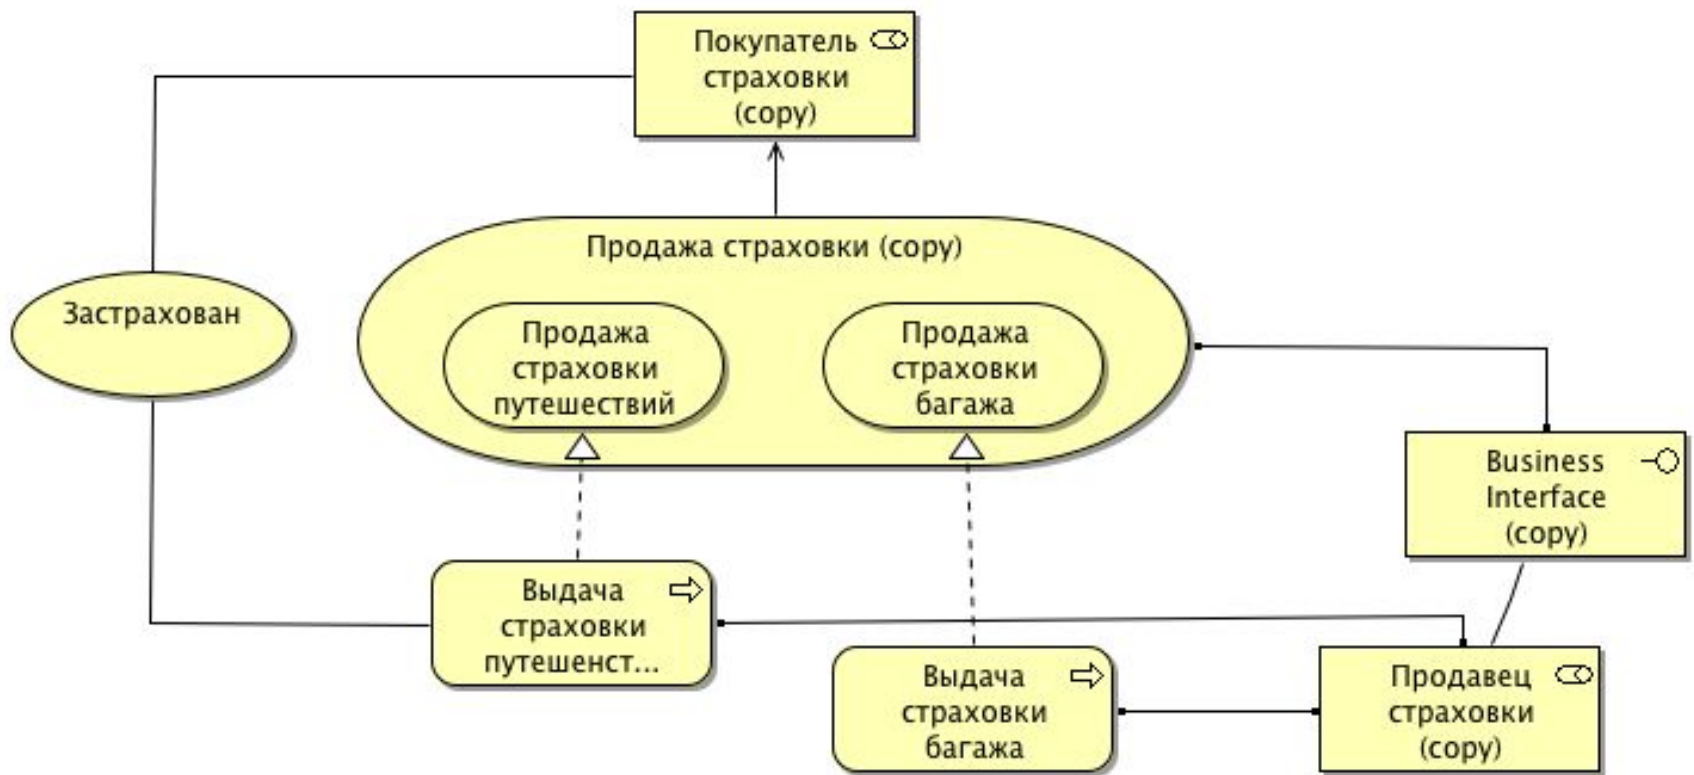 Покупатель
страховки
(copy)
Продажа страховки (copy)
Застрахован
Продажа
страховки
путешествий
Продажа
страховки
багажа
Business
Interface
(copy)
Выдача
страховки
путешенст...
Выдача
страховки
багажа
Продавец
страховки
(copy)